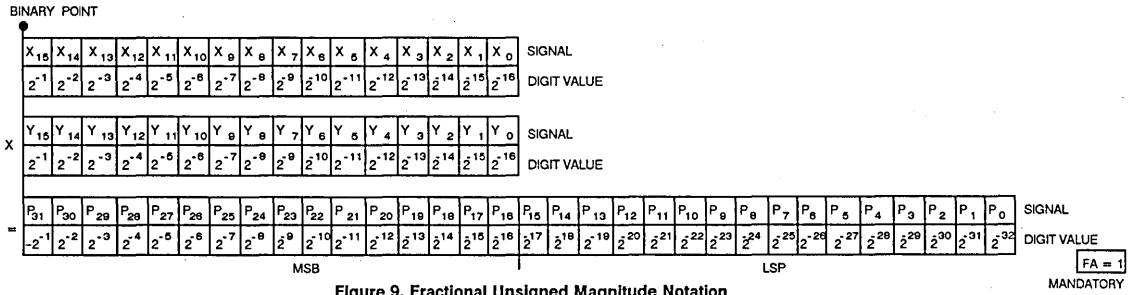 BINARY POINT
X15 X14 X13 X12 X11 X10 X9 X8 X7 X6 X5 X4 X3 X2 X1 X0 SIGNAL
2-1 2-2 2-3 2-4 2-5 2-6 2-7 2-8 2-9 2-10 2-11 2-12 2-13 2-14 2-15 2-16 DIGIT VALUE
X
Y15 Y14 Y13 Y12 Y11 Y10 Y9 Y8 Y7 Y6 Y5 Y4 Y3 Y2 Y1 Y0 SIGNAL
2-1 2-2 2-3 2-4 2-5 2-6 2-7 2-8 2-9 2-10 2-11 2-12 2-13 2-14 2-15 2-16 DIGIT VALUE
=
P31 P30 P29 P28 P27 P26 P25 P24 P23 P22 P21 P20 P19 P18 P17 P16 P15 P14 P13 P12 P11 P10 P9 P8 P7 P6 P5 P4 P3 P2 P1 P0 SIGNAL
-2-1 2-2 2-3 2-4 2-5 2-6 2-7 2-8 2-9 2-10 2-11 2-12 2-13 2-14 2-15 2-16 2-17 2-18 2-19 2-20 2-21 2-22 2-23 2-24 2-25 2-26 2-27 2-28 2-29 2-30 2-31 2-32 DIGIT VALUE
MSB LSP FA = 1
MANDATORY
Figure 9. Fractional Unsigned Magnitude Notation